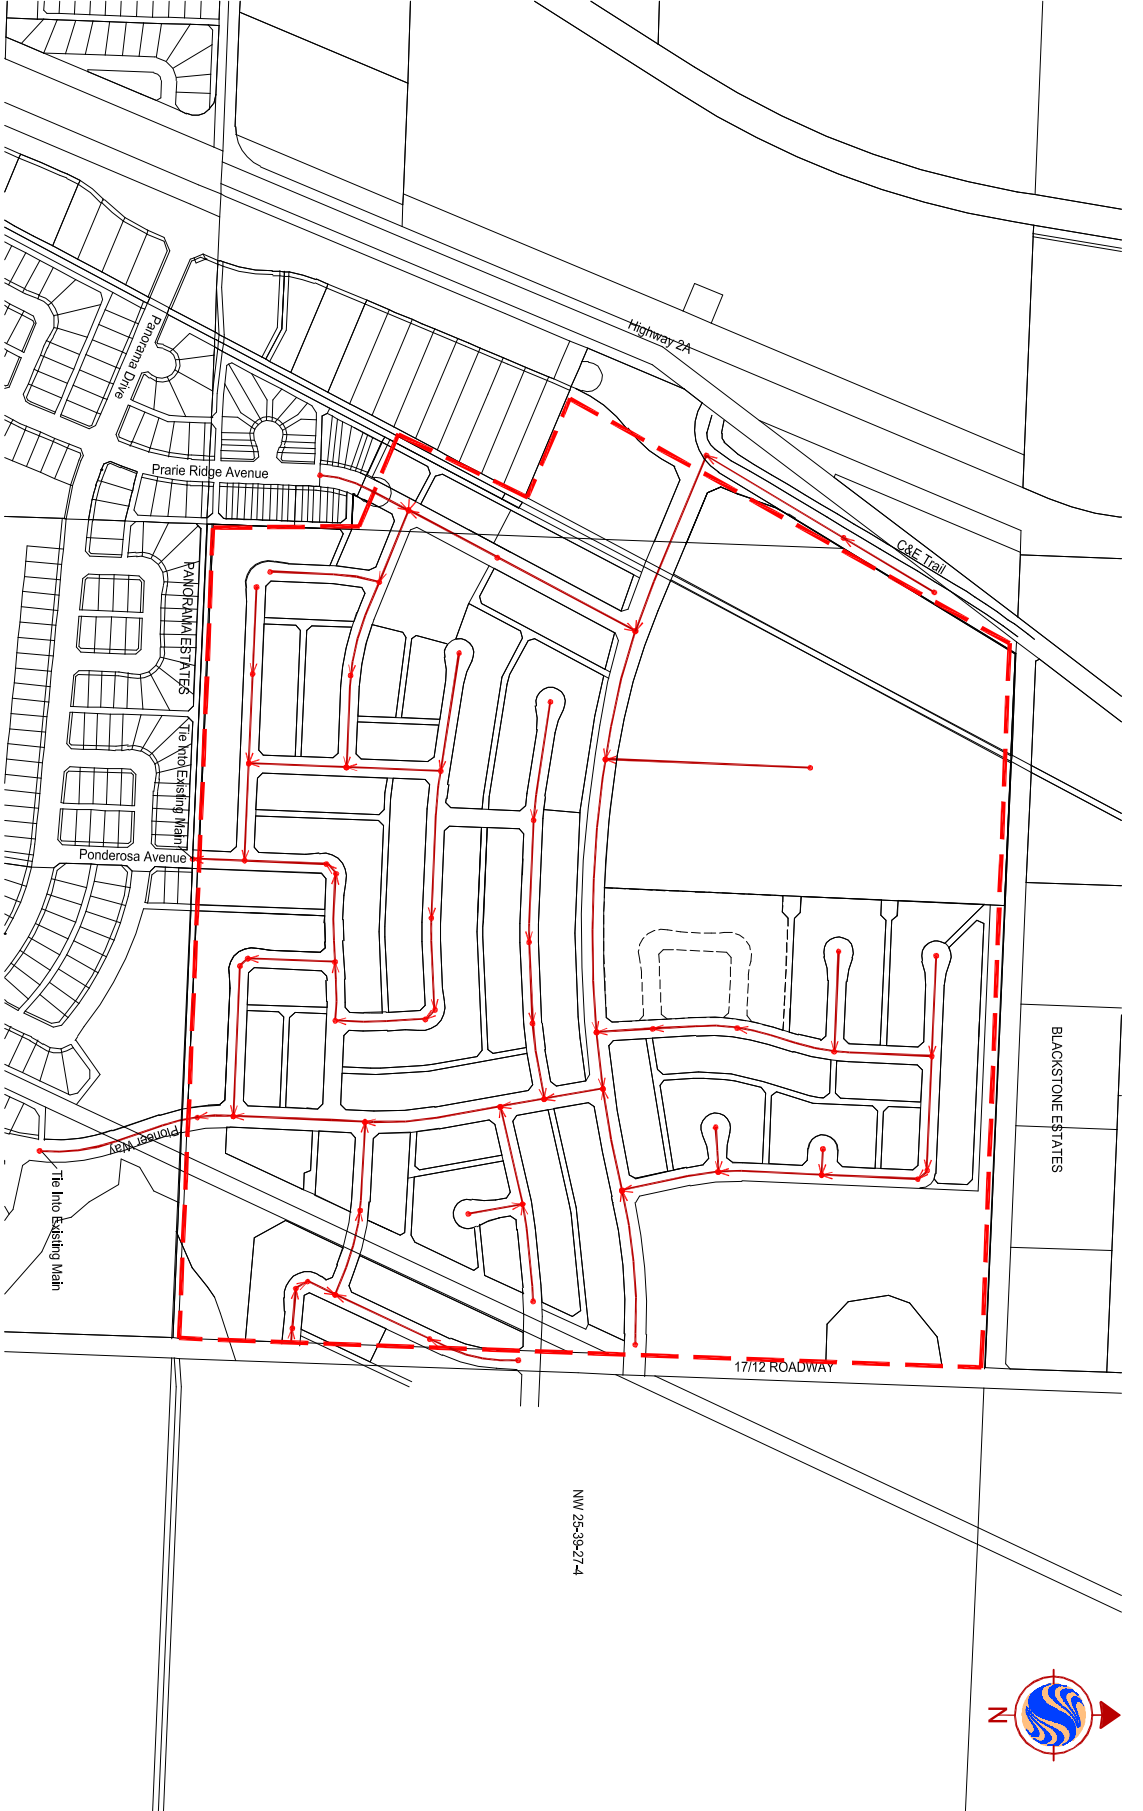 Highway 2A
Panorama Drive
Prarie Ridge Avenue
C&E Trail
PANORAMA ESTATES
Tie Into Existing Main
Ponderosa Avenue
BLACKSTONE ESTATES
Pioneer Way
Tie Into Existing Main
17/12 ROADWAY
NW 25-39-27-4
N